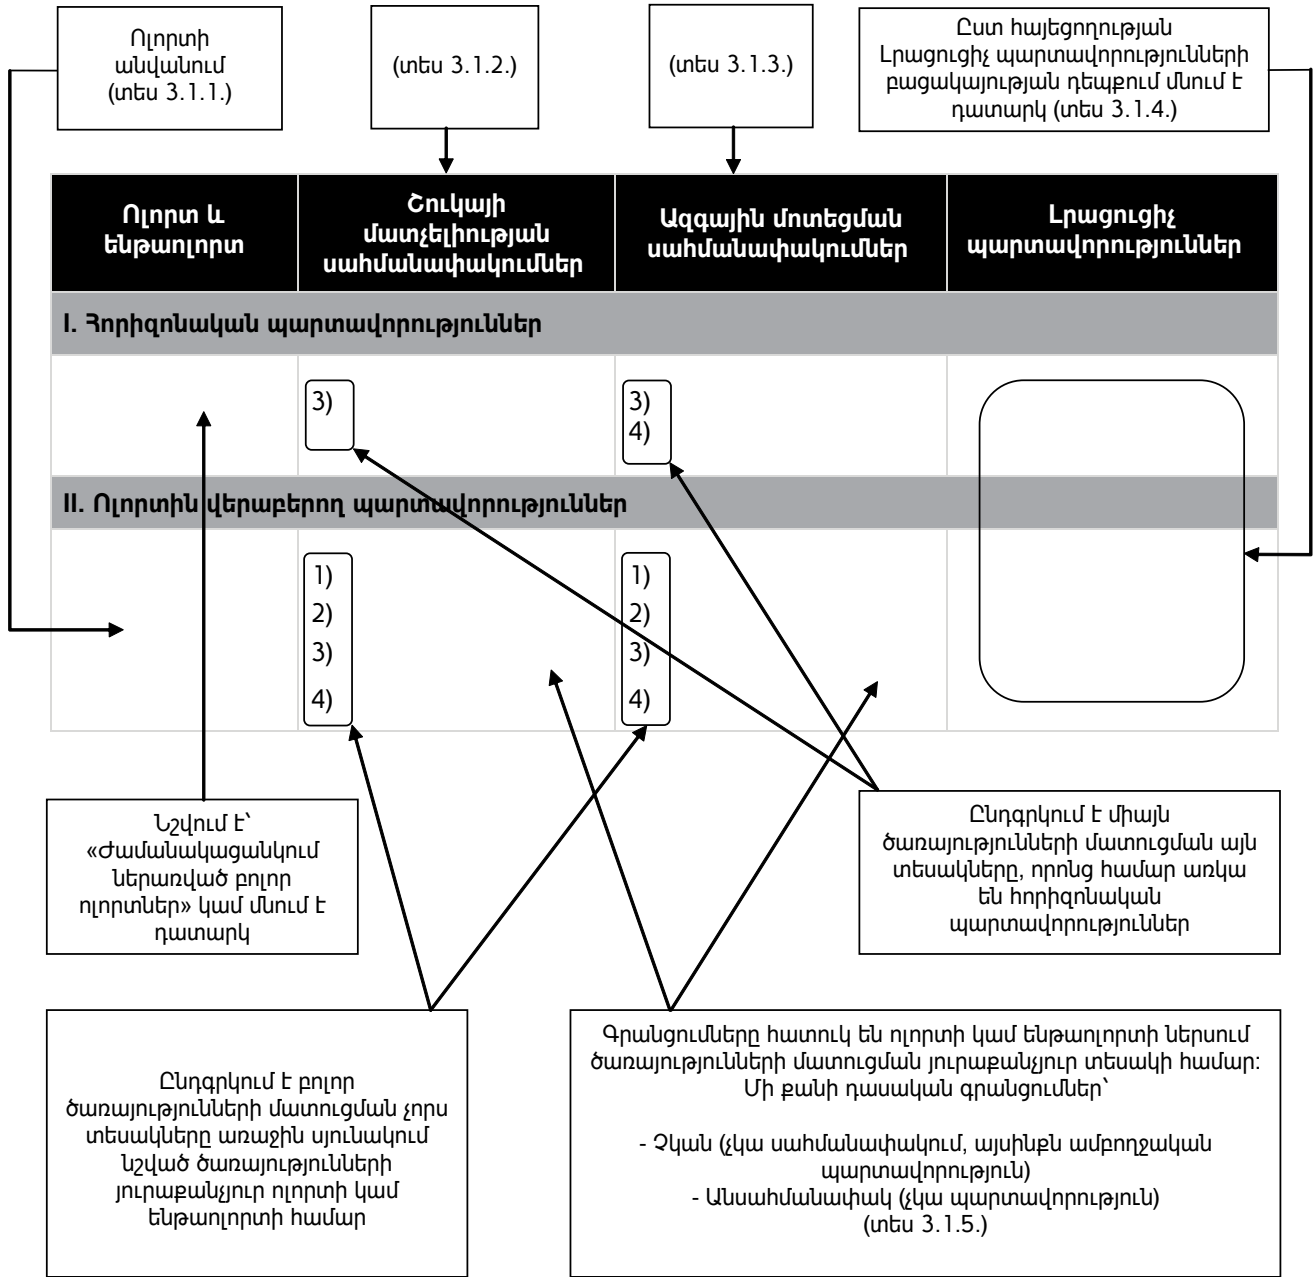 Ոլորտի
անվանում
(տես 3.1.1.)
(տես 3.1.2.)
(տես 3.1.3.)
Ըստ հայեցողության
Լրացուցիչ պարտավորությունների
բացակայության դեպքում մնում է
դատարկ (տես 3.1.4.)
Ոլորտ և
ենթաոլորտ
Շուկայի
մատչելիության
սահմանափակումներ
Ազգային մոտեցման
սահմանափակումներ
Լրացուցիչ
պարտավորություններ
I. Հորիզոնական պարտավորություններ
3)
3)
4)
II. Ոլորտին վերաբերող պարտավորություններ
1)
2)
3)
4)
1)
2)
3)
4)
Նշվում է՝
«Ժամանակացանկում
ներառված բոլոր
ոլորտներ» կամ մնում է
դատարկ
Ընդգրկում է միայն
ծառայությունների մատուցման այն
տեսակները, որոնց համար առկա
են հորիզոնական
պարտավորություններ
Ընդգրկում է բոլոր
ծառայությունների մատուցման չորս
տեսակները առաջին սյունակում
նշված ծառայությունների
յուրաքանչյուր ոլորտի կամ
ենթաոլորտի համար
Գրանցումները հատուկ են ոլորտի կամ ենթաոլորտի ներսում
ծառայությունների մատուցման յուրաքանչյուր տեսակի համար:
Մի քանի դասական գրանցումներ՝
- Չկան (չկա սահմանափակում, այսինքն ամբողջական
պարտավորություն)
- Անսահմանափակ (չկա պարտավորություն)
(տես 3.1.5.)